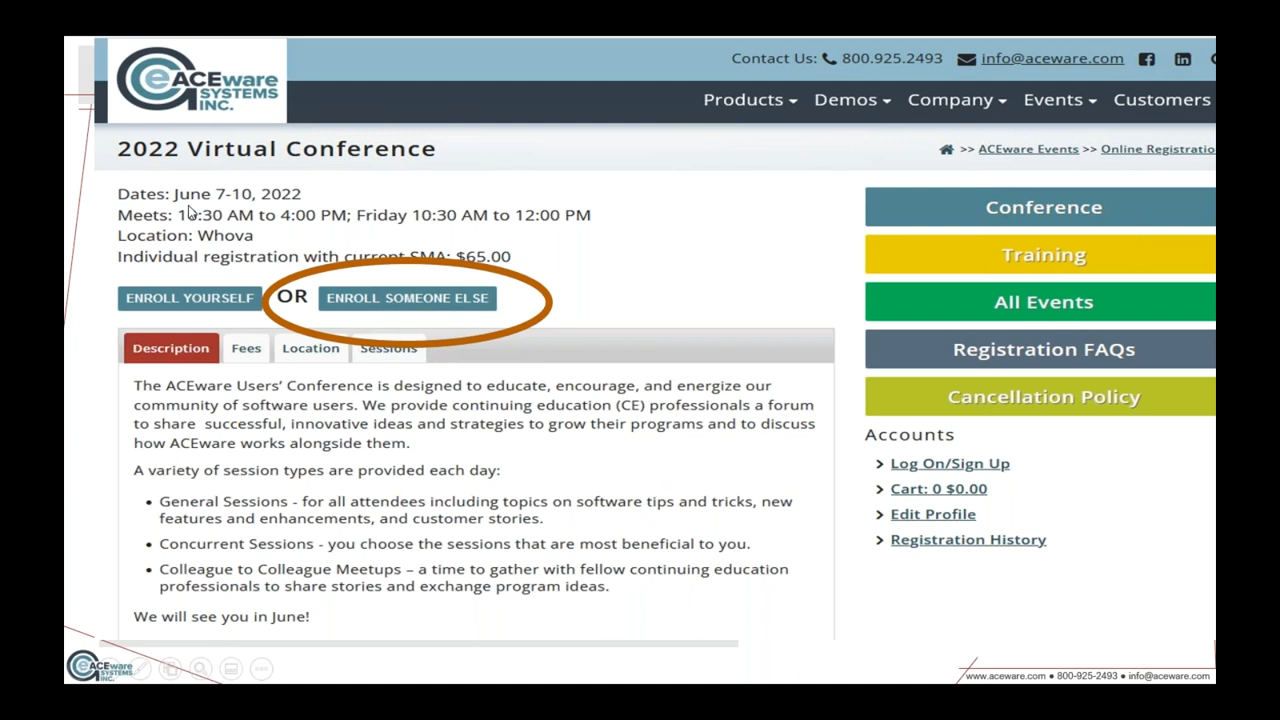 ACEware
SYSTEMS
INC.
Contact Us: 800.925.2493 info@aceware.com
Products Demos Company Events Customers
2022 Virtual Conference
>> ACEware Events >> Online Registratio
Dates: June 7-10, 2022
Meets: 10:30 AM to 4:00 PM; Friday 10:30 AM to 12:00 PM
Location: Whova
Individual registration with current SMA: $65.00
ENROLL YOURSELF OR ENROLL SOMEONE ELSE
Description Fees Location Sessions
The ACEware Users’ Conference is designed to educate, encourage, and energize our
community of software users. We provide continuing education (CE) professionals a forum
to share successful, innovative ideas and strategies to grow their programs and to discuss
how ACEware works alongside them.
A variety of session types are provided each day:
• General Sessions - for all attendees including topics on software tips and tricks, new
features and enhancements, and customer stories.
• Concurrent Sessions - you choose the sessions that are most beneficial to you.
• Colleague to Colleague Meetups – a time to gather with fellow continuing education
professionals to share stories and exchange program ideas.
We will see you in June!
Conference
Training
All Events
Registration FAQs
Cancellation Policy
Accounts
Log On/Sign Up
Cart: 0 $0.00
Edit Profile
Registration History
ACEware
SYSTEMS
INC.
www.aceware.com ● 800-925-2493 ● info@aceware.com